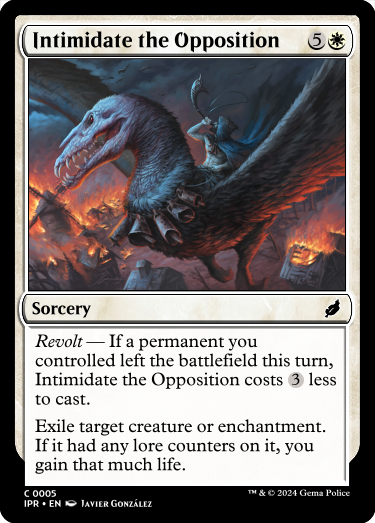 Intimidate the Opposition 5
Sorcery
Revolt — If a permanent you
controlled left the battlefield this turn,
Intimidate the Opposition costs 3 less
to cast.
Exile target creature or enchantment.
If it had any lore counters on it, you
gain that much life.
C 0005
IPR • EN Javier González
™ & © 2024 Gema Police